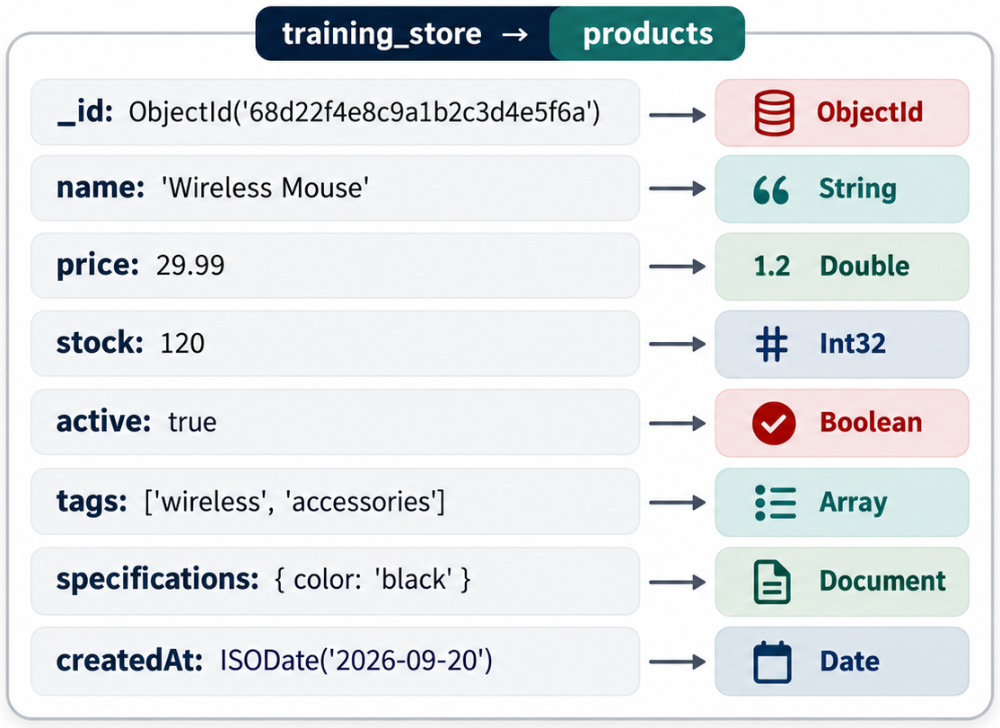 training_store → products
_id: ObjectId('68d22f4e8c9a1b2c3d4e5f6a') ObjectId
name: 'Wireless Mouse' String
price: 29.99 1.2 Double
stock: 120 # Int32
active: true Boolean
tags: ['wireless', 'accessories'] Array
specifications: { color: 'black' } Document
createdAt: ISODate('2026-09-20') Date